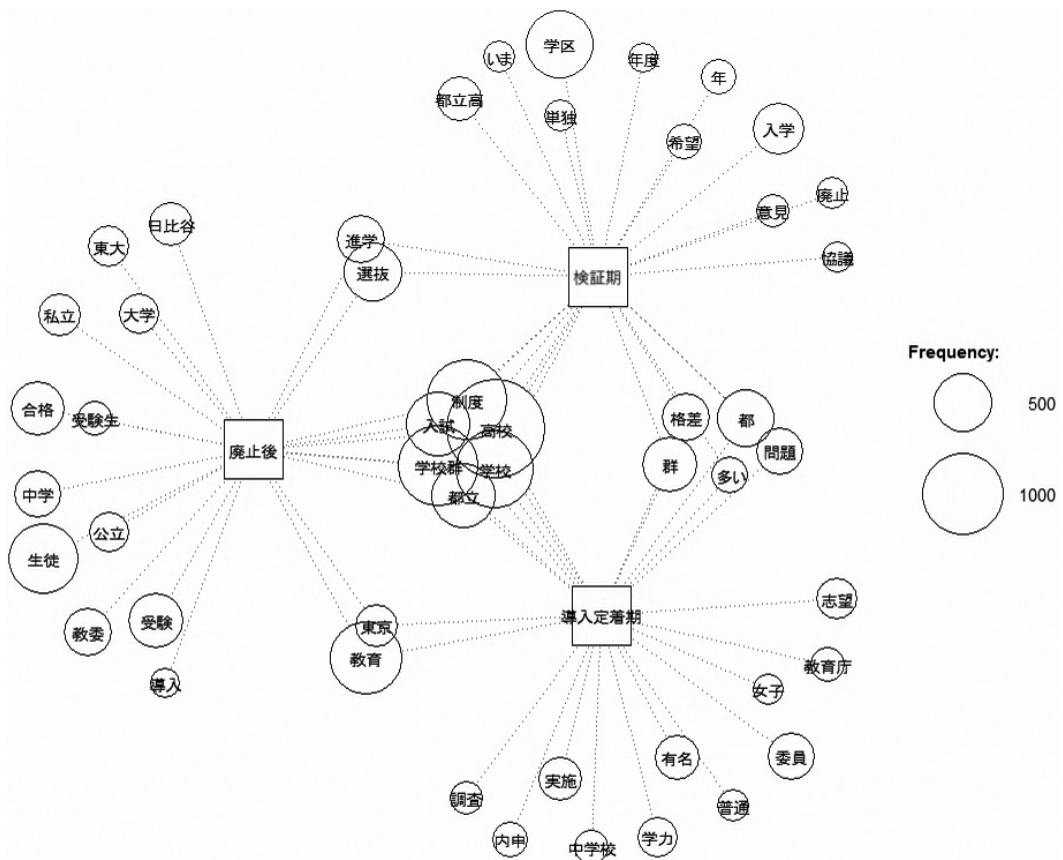 学区
いま
年度
年
都立高
単独
入学
希望
廃止
意見
協議
日比谷
東大
進学
選抜
検証期
私立
大学
Frequency:
500
1000
制度
合格
受験生
入試
高校
格差
都
廃止後
学校群
学校
群
多い
問題
中学
都立
公立
生徒
教委
受験
導入
東京
教育
導入定着期
志望
教育庁
女子
有名
委員
調査
実施
普通
内申
中学校
学力